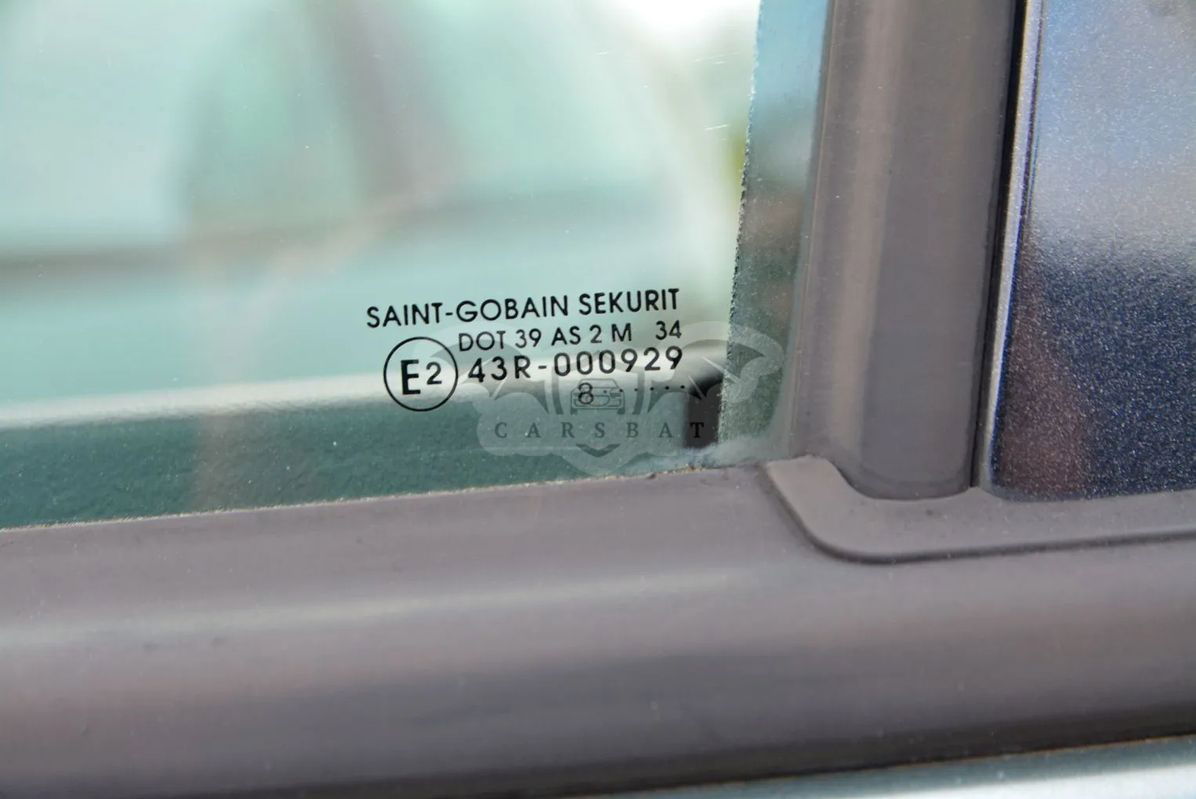 SAINT-GOBAIN SEKURIT
DOT 39 AS 2 M 34
E2 43R-000929
8 . . . . . .
CARSBAT